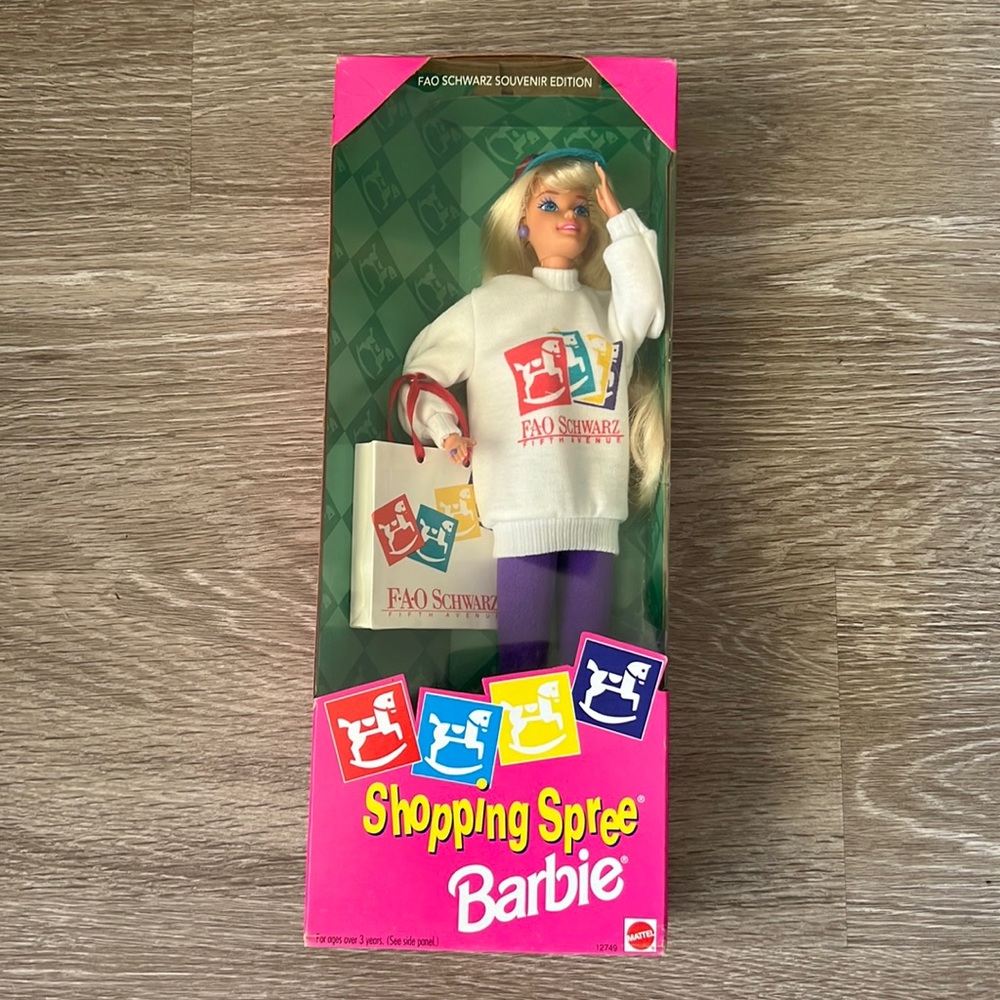 FAO SCHWARZ SOUVENIR EDITION
FAO SCHWARZ
FIFTH AVENUE
F·A·O SCHWARZ
FIFTH AVENU
Shopping Spree®
Barbie®
For ages over 3 years. (See side panel.)
12749
MATTEL